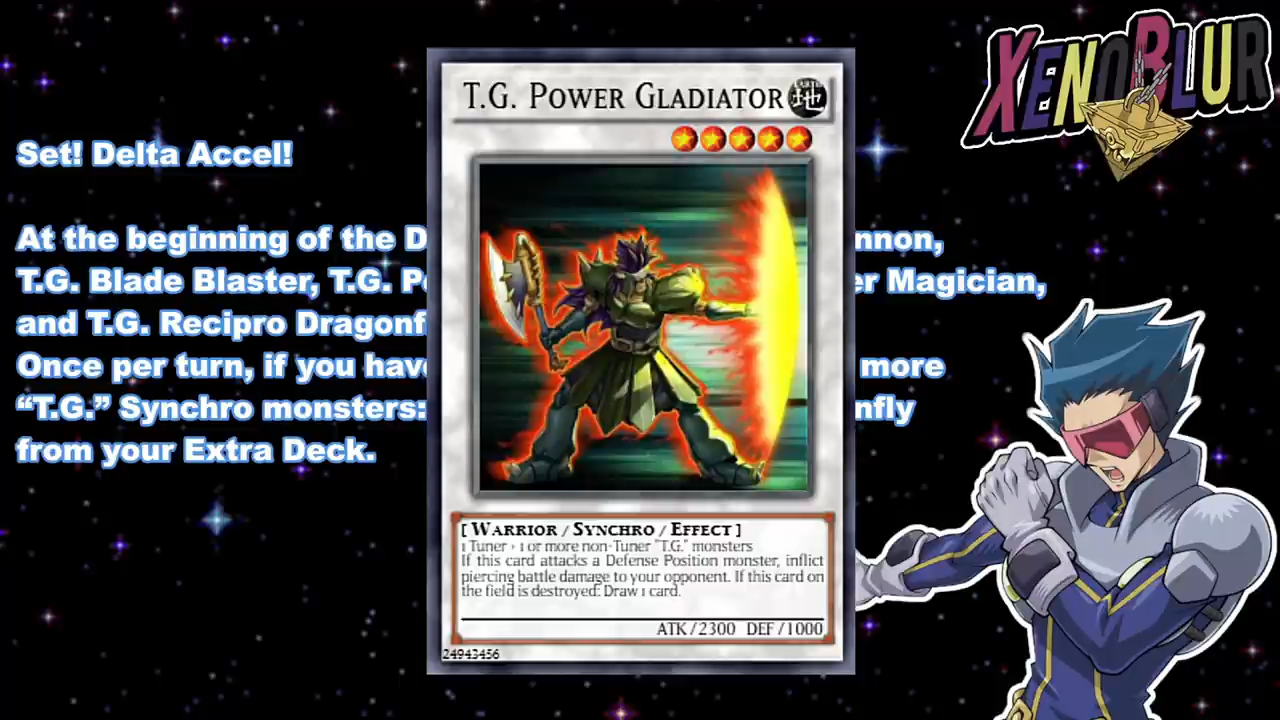 XENOBLUR
T.G. POWER GLADIATOR
EARTH
地
Set! Delta Accel!
At the beginning of the D nnon,
T.G. Blade Blaster, T.G. P er Magician,
and T.G. Recipro Dragonf
Once per turn, if you have more
“T.G.” Synchro monsters: nfly
from your Extra Deck.
[ WARRIOR / SYNCHRO / EFFECT ]
1 Tuner + 1 or more non-Tuner "T.G." monsters
If this card attacks a Defense Position monster, inflict
piercing battle damage to your opponent. If this card on
the field is destroyed: Draw 1 card.
ATK/2300 DEF/1000
24943456